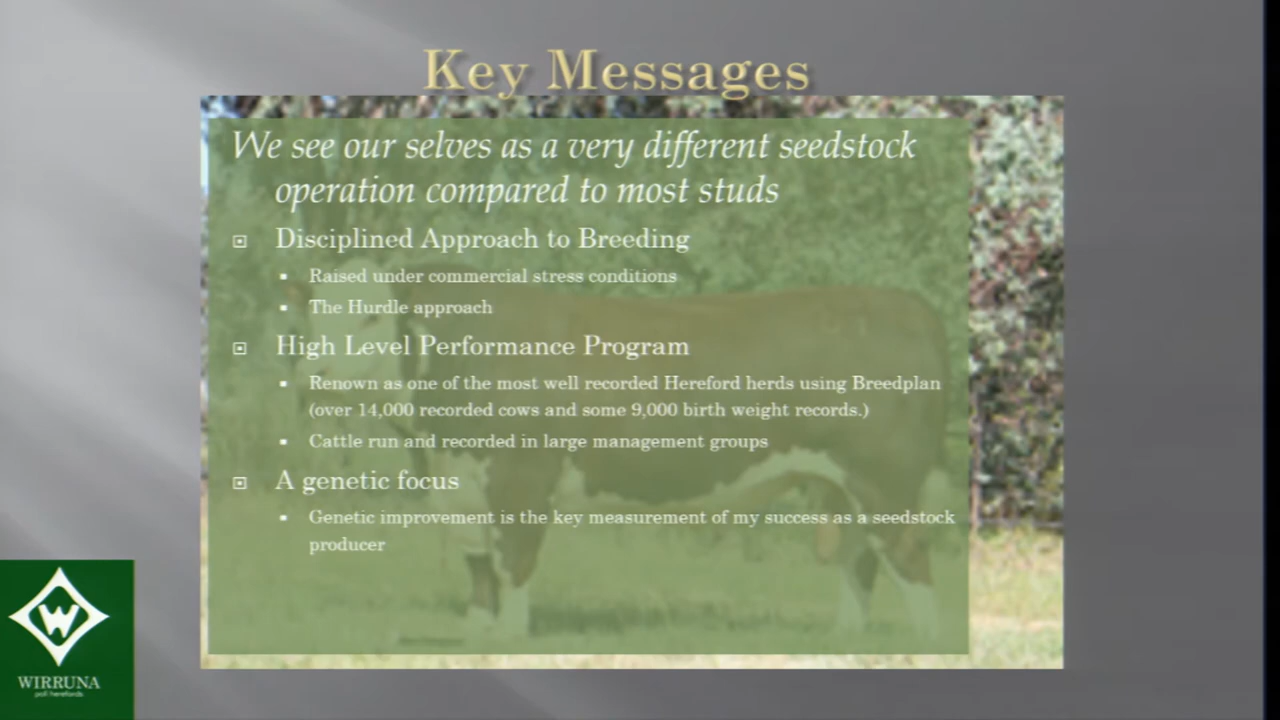 Key Messages
We see our selves as a very different seedstock
operation compared to most studs
Disciplined Approach to Breeding
Raised under commercial stress conditions
The Hurdle approach
High Level Performance Program
Renown as one of the most well recorded Hereford herds using Breedplan
(over 14,000 recorded cows and some 9,000 birth weight records.)
Cattle run and recorded in large management groups
A genetic focus
Genetic improvement is the key measurement of my success as a seedstock
producer
W
WIRRUNA
poll herefords